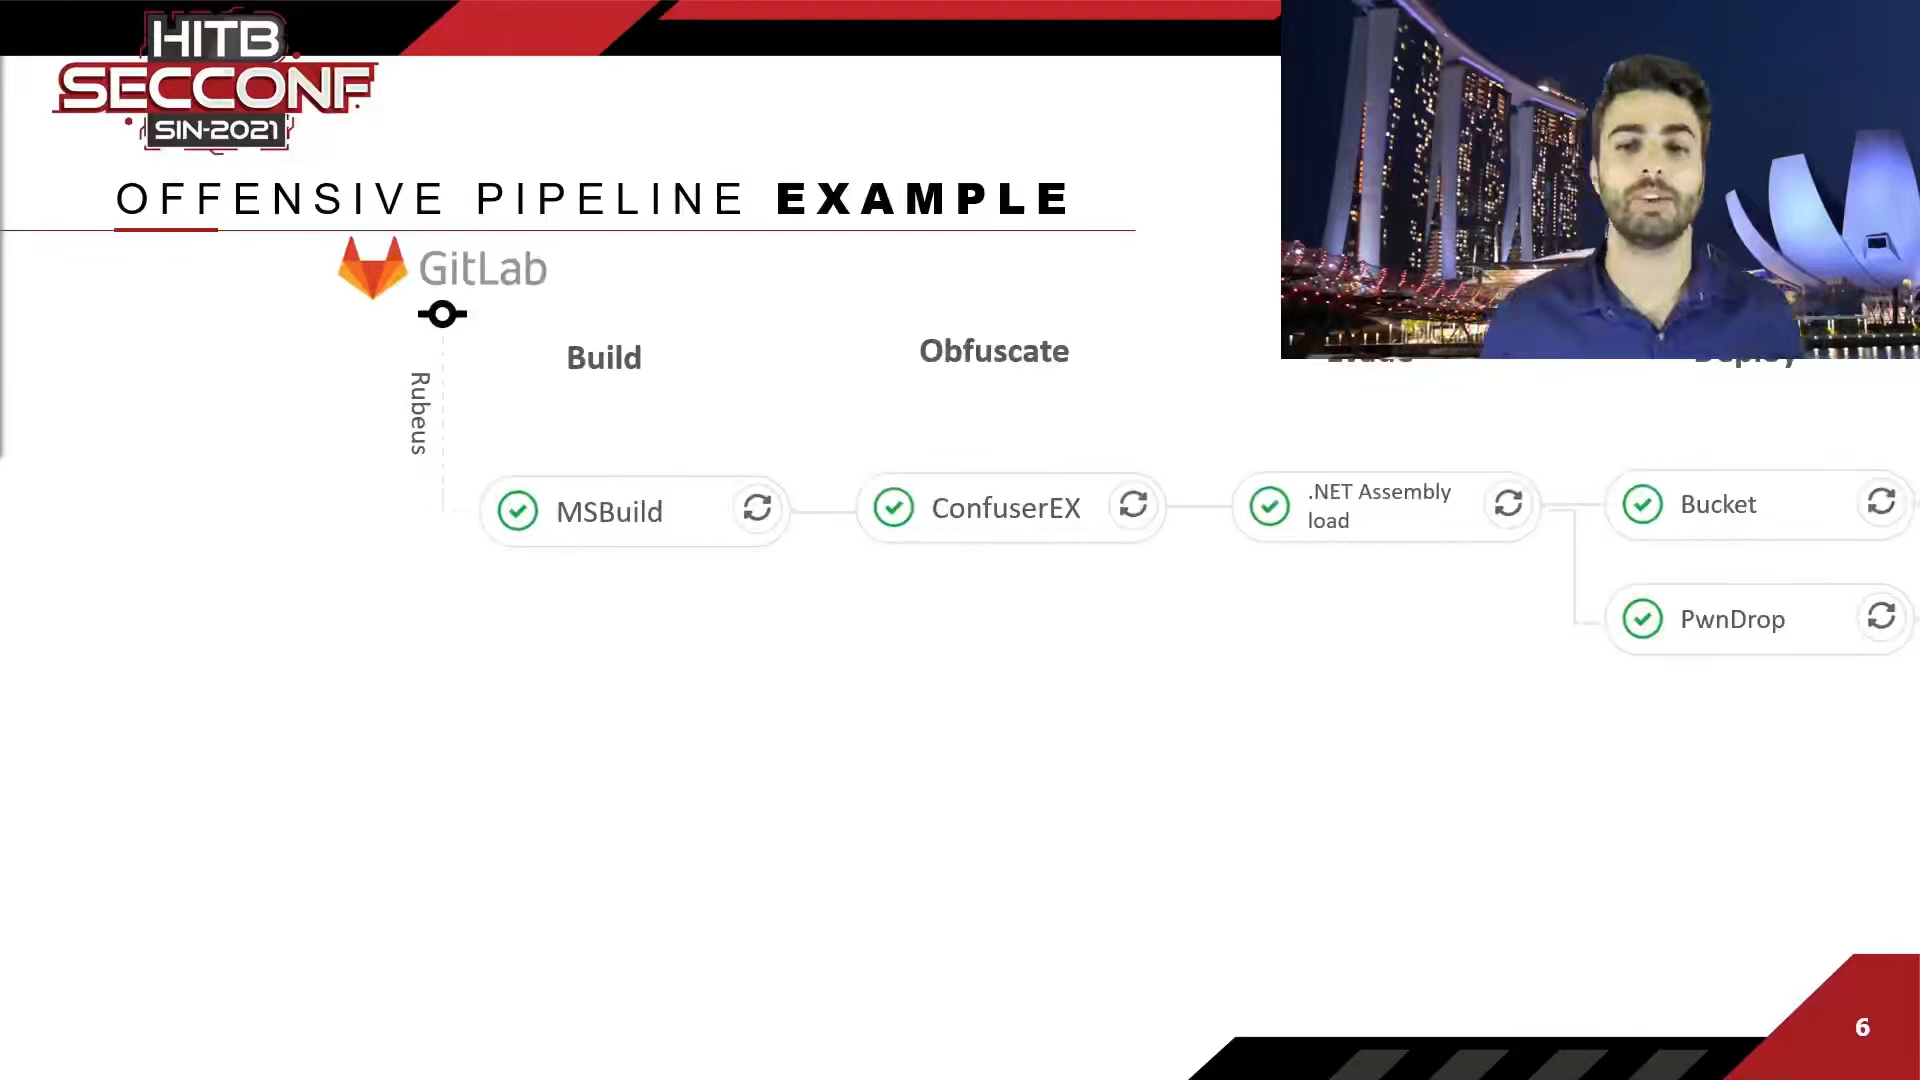 HITB
SECCONF
SIN-2021
OFFENSIVE PIPELINE EXAMPLE
GitLab
Rubeus
Build
Obfuscate
Deploy
MSBuild
ConfuserEX
.NET Assembly
load
Bucket
PwnDrop
6